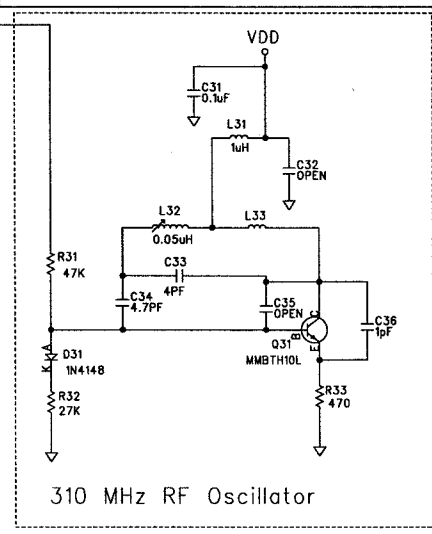 VDD
C31
0.1uF
L31
1uH
C32
OPEN
L32
0.05uH
L33
R31
47K
C33
4PF
C34
4.7PF
C35
OPEN
C
C36
1pF
B
Q31
E
MMBTH10L
A
D31
K
1N4148
R32
27K
R33
470
310 MHz RF Oscillator